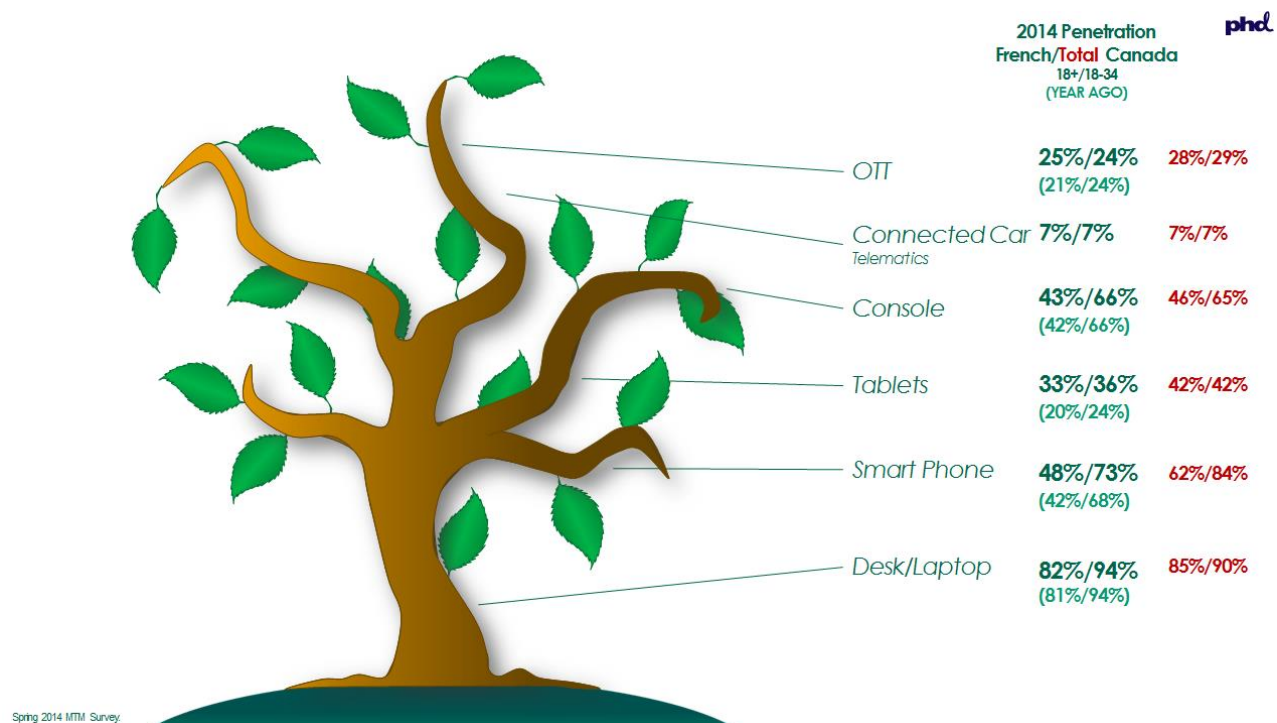 phd
2014 Penetration
French/Total Canada
18+/18-34
(YEAR AGO)
OTT 25%/24% 28%/29%
(21%/24%)
Connected Car 7%/7% 7%/7%
Telematics
Console 43%/66% 46%/65%
(42%/66%)
Tablets 33%/36% 42%/42%
(20%/24%)
Smart Phone 48%/73% 62%/84%
(42%/68%)
Desk/Laptop 82%/94% 85%/90%
(81%/94%)
Spring 2014 MTM Survey.